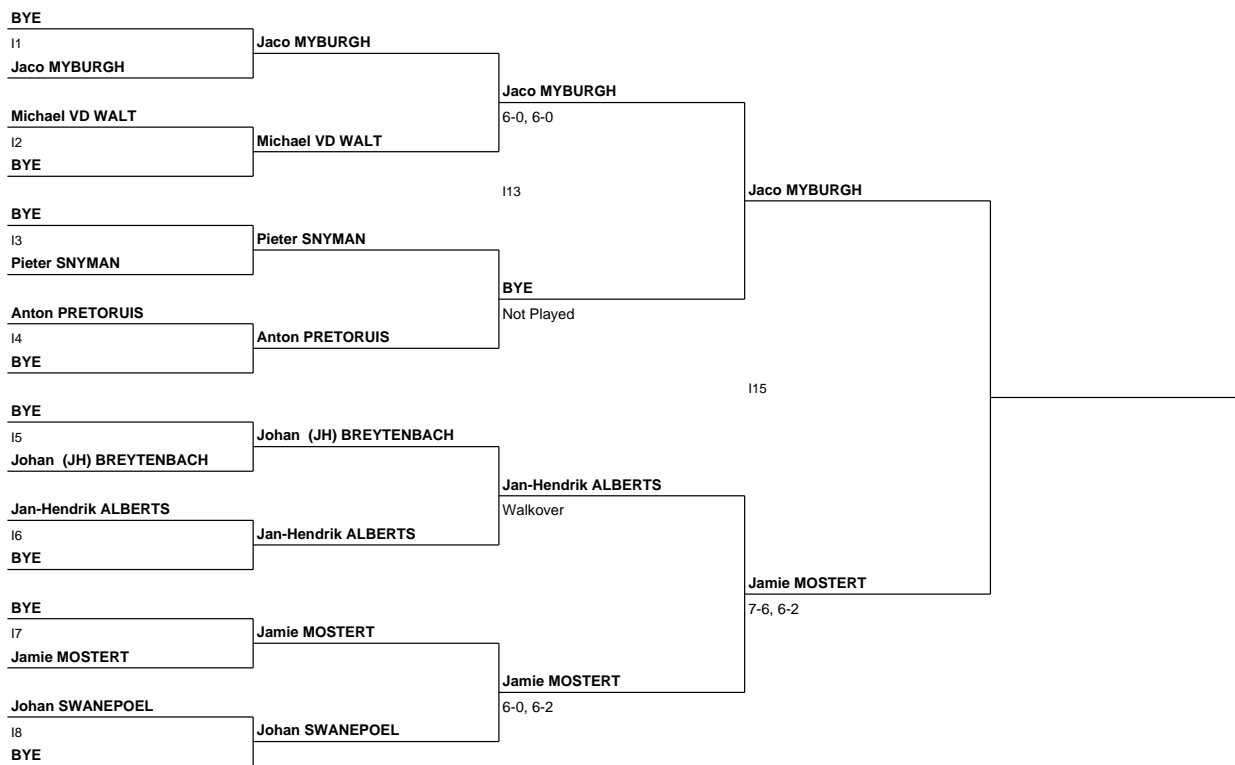 BYE
I1
Jaco MYBURGH
Michael VD WALT
I2
BYE
BYE
I3
Pieter SNYMAN
Anton PRETORUIS
I4
BYE
BYE
I5
Johan  (JH) BREYTENBACH
Jan-Hendrik ALBERTS
I6
BYE
BYE
I7
Jamie MOSTERT
Johan SWANEPOEL
I8
BYE
Jaco MYBURGH
Michael VD WALT
Pieter SNYMAN
Anton PRETORUIS
Johan  (JH) BREYTENBACH
Jan-Hendrik ALBERTS
Jamie MOSTERT
Johan SWANEPOEL
Jaco MYBURGH
6-0, 6-0
I13
BYE
Not Played
Jan-Hendrik ALBERTS
Walkover
Jamie MOSTERT
6-0, 6-2
Jaco MYBURGH
I15
Jamie MOSTERT
7-6, 6-2